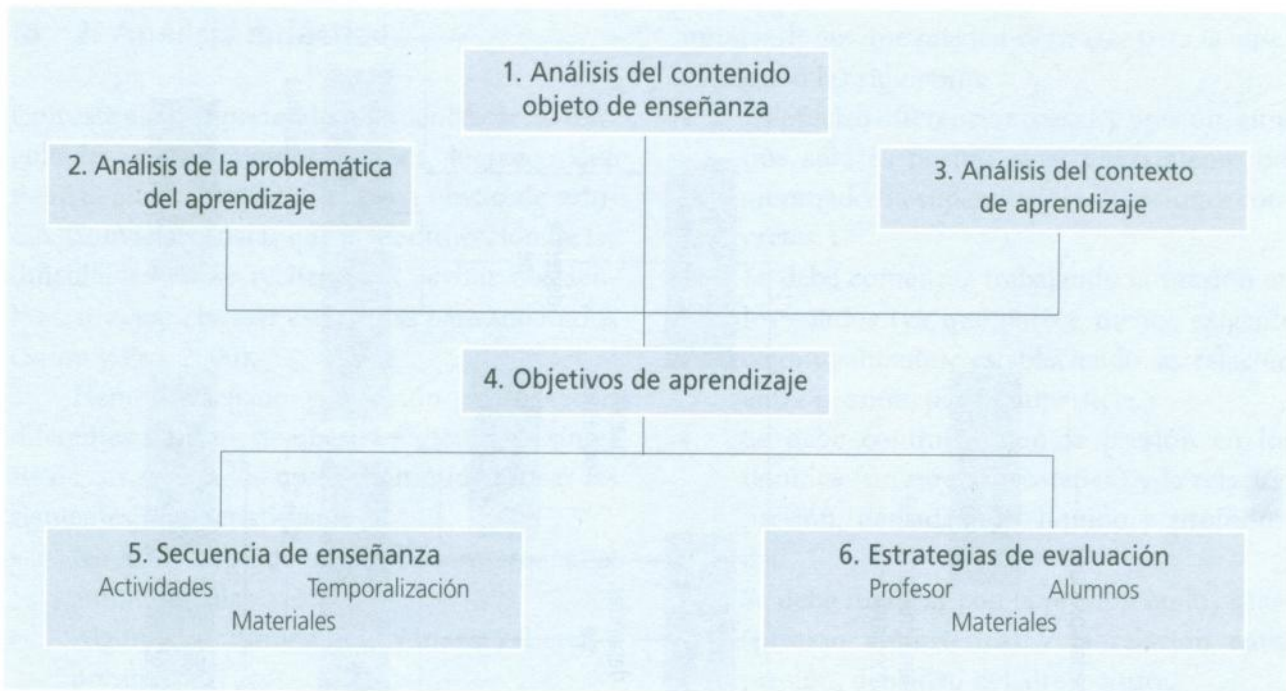 1. Análisis del contenido
objeto de enseñanza
2. Análisis de la problemática
del aprendizaje
3. Análisis del contexto
de aprendizaje
4. Objetivos de aprendizaje
5. Secuencia de enseñanza
Actividades Temporalización
Materiales
6. Estrategias de evaluación
Profesor Alumnos
Materiales